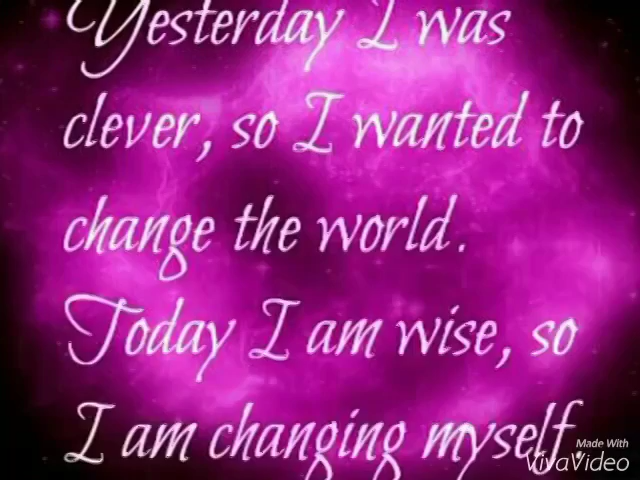 Yesterday I was
clever, so I wanted to
change the world.
Today I am wise, so
I am changing myself.
Made With
VivaVideo